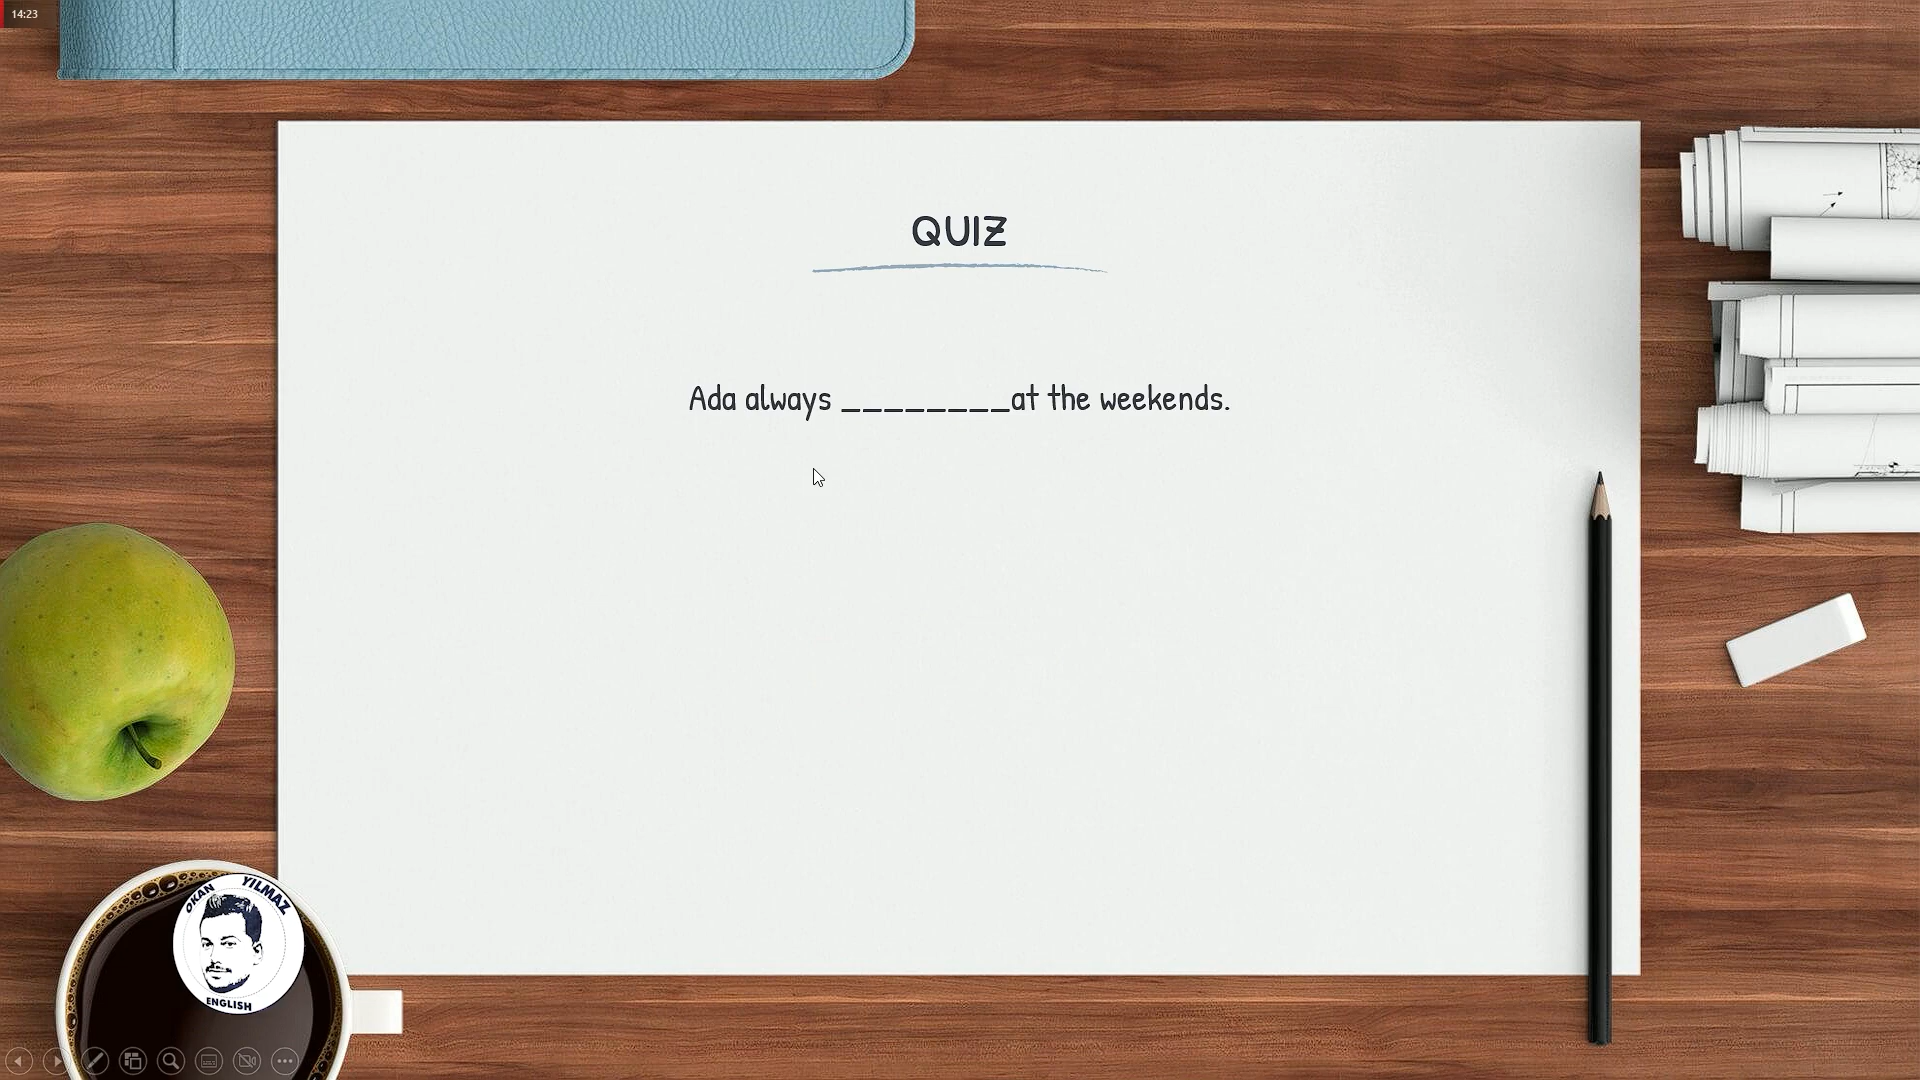 14:23
QUIZ
Ada always ________at the weekends.
OKAN YILMAZ
ENGLISH